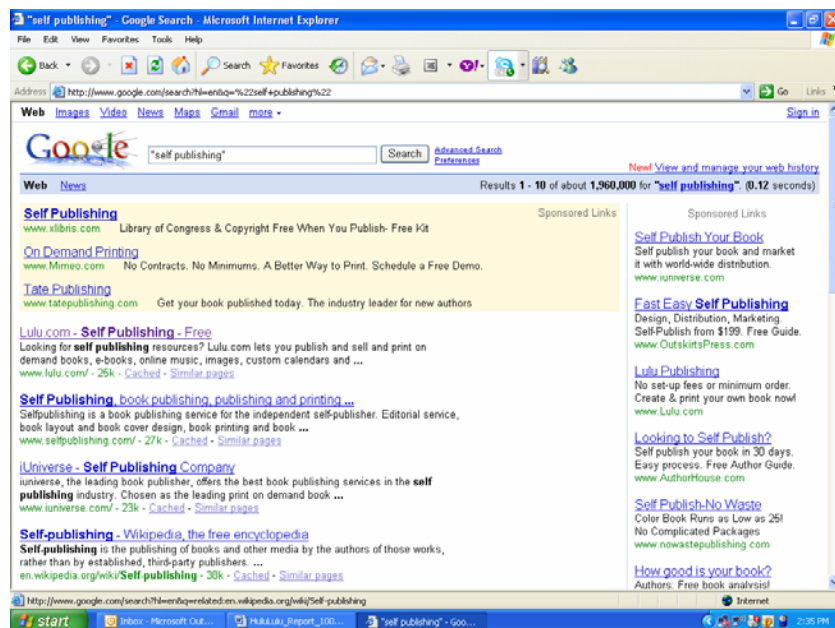 "self publishing" - Google Search - Microsoft Internet Explorer
File Edit View Favorites Tools Help
Back Search Favorites
Address http://www.google.com/search?hl=en&q=%22self+publishing%22 Go Links
Web Images Video News Maps Gmail more Sign in
Google "self publishing" Search Advanced Search
Preferences
New! View and manage your web history
Web News Results 1 - 10 of about 1,960,000 for "self publishing". (0.12 seconds)
Self Publishing Sponsored Links
www.xlibris.com Library of Congress & Copyright Free When You Publish- Free Kit
On Demand Printing
www.Mimeo.com No Contracts. No Minimums. A Better Way to Print. Schedule a Free Demo.
Tate Publishing
www.tatepublishing.com Get your book published today. The industry leader for new authors
Lulu.com - Self Publishing - Free
Looking for self publishing resources? Lulu.com lets you publish and sell and print on
demand books, e-books, online music, images, custom calendars and ...
www.lulu.com/ - 25k - Cached - Similar pages
Self Publishing, book publishing, publishing and printing ...
Selfpublishing is a book publishing service for the independent self-publisher. Editorial service,
book layout and book cover design, book printing and book ...
www.selfpublishing.com/ - 27k - Cached - Similar pages
iUniverse - Self Publishing Company
iuniverse, the leading book publisher, offers the best book publishing services in the self
publishing industry. Chosen as the leading print on demand book ...
www.iuniverse.com/ - 23k - Cached - Similar pages
Self-publishing - Wikipedia, the free encyclopedia
Self-publishing is the publishing of books and other media by the authors of those works,
rather than by established, third-party publishers. ...
en.wikipedia.org/wiki/Self-publishing - 38k - Cached - Similar pages
Sponsored Links
Self Publish Your Book
Self publish your book and market
it with world-wide distribution.
www.iuniverse.com
Fast Easy Self Publishing
Design, Distribution, Marketing.
Self-Publish from $199. Free Guide.
www.OutskirtsPress.com
Lulu Publishing
No set-up fees or minimum order.
Create & print your own book now!
www.Lulu.com
Looking to Self Publish?
Self publish your book in 30 days.
Easy process. Free Author Guide.
www.AuthorHouse.com
Self Publish-No Waste
Color Book Runs as Low as 25!
No Complicated Packages
www.nowastepublishing.com
How good is your book?
Authors: Free book analysis!
http://www.google.com/search?hl=en&q=related:en.wikipedia.org/wiki/Self-publishing Internet
start Inbox - Microsoft Out... HuluLulu_Report_100... "self publishing" - Goo... 2:35 PM